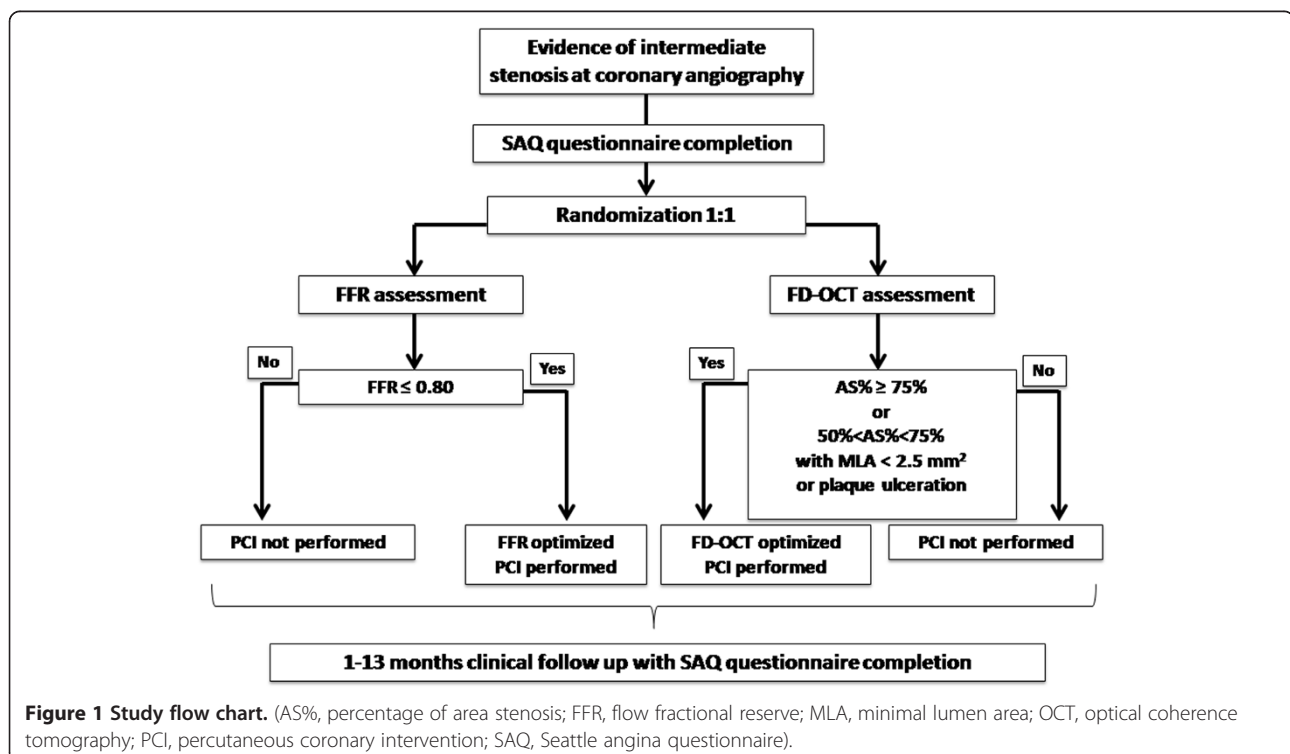 Evidence of intermediate
stenosis at coronary angiography
SAQ questionnaire completion
Randomization 1:1
FFR assessment
FD-OCT assessment
No
FFR ≤ 0.80
Yes
Yes
AS% ≥ 75%
or
50%<AS%<75%
with MLA < 2.5 mm²
or plaque ulceration
No
PCI not performed
FFR optimized
PCI performed
FD-OCT optimized
PCI performed
PCI not performed
1-13 months clinical follow up with SAQ questionnaire completion
Figure 1 Study flow chart. (AS%, percentage of area stenosis; FFR, flow fractional reserve; MLA, minimal lumen area; OCT, optical coherence
tomography; PCI, percutaneous coronary intervention; SAQ, Seattle angina questionnaire).